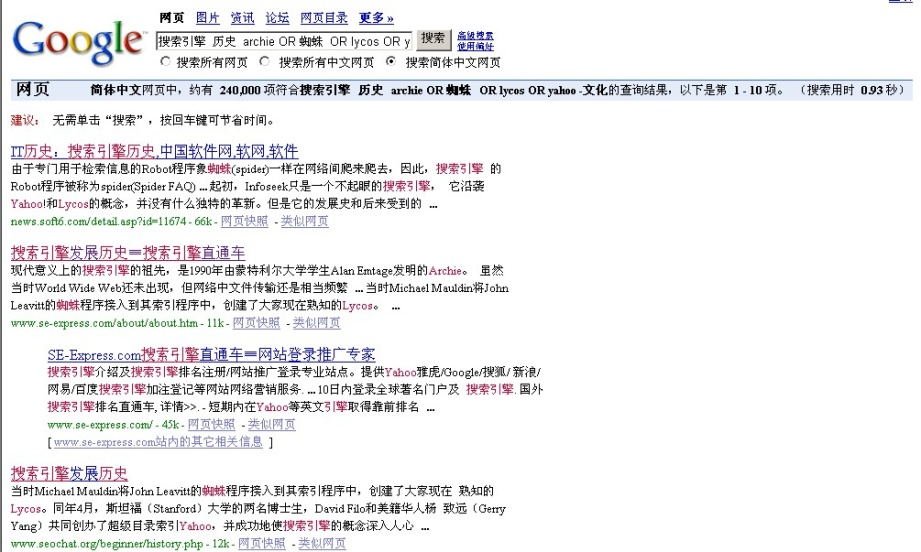 Google™
网页 图片 资讯 论坛 网页目录 更多 »
搜索引擎 历史 archie OR 蜘蛛 OR lycos OR y
搜索
高级搜索
使用偏好
搜索所有网页 搜索所有中文网页 搜索简体中文网页
网页 简体中文网页中，约有 240,000 项符合搜索引擎 历史 archie OR 蜘蛛 OR lycos OR yahoo -文化的查询结果，以下是第 1 - 10 项。 （搜索用时 0.93 秒）
建议： 无需单击“搜索”，按回车键可节省时间。
IT历史：搜索引擎历史,中国软件网,软网,软件
由于专门用于检索信息的Robot程序象蜘蛛(spider)一样在网络间爬来爬去，因此，搜索引擎 的
Robot程序被称为spider(Spider FAQ) ... 起初，Infoseek只是一个不起眼的搜索引擎， 它沿袭
Yahoo!和Lycos的概念，并没有什么独特的革新。但是它的发展史和后来受到的 ...
news.soft6.com/detail.asp?id=11674 - 66k - 网页快照 - 类似网页
搜索引擎发展历史＝搜索引擎直通车
现代意义上的搜索引擎的祖先，是1990年由蒙特利尔大学学生Alan Emtage发明的Archie。 虽然
当时World Wide Web还未出现，但网络中文件传输还是相当频繁 ... 当时Michael Mauldin将John
Leavitt的蜘蛛程序接入到其索引程序中，创建了大家现在熟知的Lycos。 ...
www.se-express.com/about/about.htm - 11k - 网页快照 - 类似网页
SE-Express.com搜索引擎直通车＝网站登录推广专家
搜索引擎介绍及搜索引擎排名注册/网站推广登录专业站点。提供Yahoo雅虎/Google/搜狐/新浪/
网易/百度搜索引擎加注登记等网站网络营销服务. ... 10日内登录全球著名门户及 搜索引擎. 国外
搜索引擎排名直通车, 详情>>. - 短期内在Yahoo等英文引擎取得靠前排名 ...
www.se-express.com/ - 45k - 网页快照 - 类似网页
[ www.se-express.com站内的其它相关信息 ]
搜索引擎发展历史
当时Michael Mauldin将John Leavitt的蜘蛛程序接入到其索引程序中，创建了大家现在 熟知的
Lycos。同年4月，斯坦福（Stanford）大学的两名博士生，David Filo和美籍华人杨 致远（Gerry
Yang）共同创办了超级目录索引Yahoo，并成功地使搜索引擎的概念深入人心 ...
www.seochat.org/beginner/history.php - 12k - 网页快照 - 类似网页